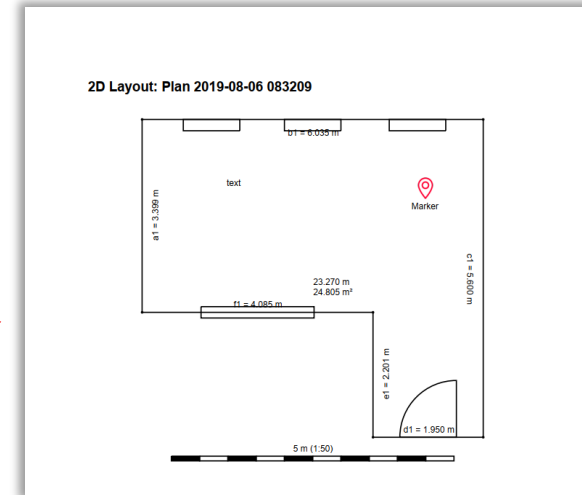 2D Layout: Plan 2019-08-06 083209
b1 = 6.035 m
text
Marker
a1 = 3.399 m
c1 = 5.600 m
23.270 m
24.805 m²
f1 = 4.085 m
e1 = 2.201 m
d1 = 1.950 m
5 m (1:50)